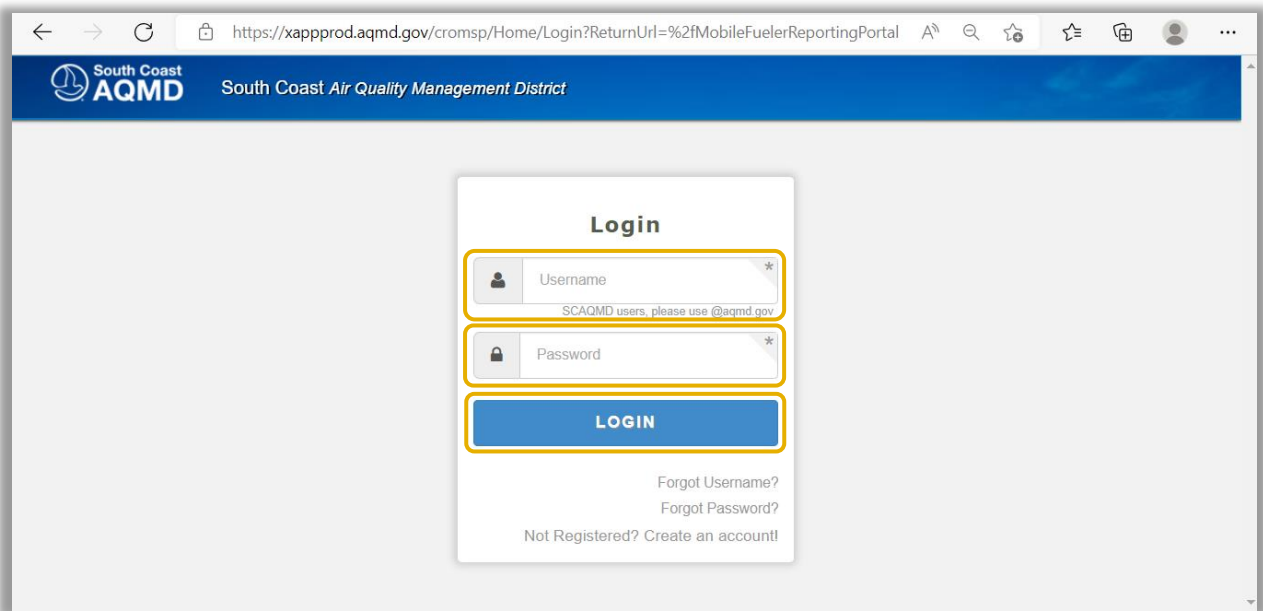 https://xappprod.aqmd.gov/cromsp/Home/Login?ReturnUrl=%2fMobileFuelerReportingPortal
South Coast
AQMD
South Coast Air Quality Management District
Login
Username
*
SCAQMD users, please use @aqmd.gov
Password
*
LOGIN
Forgot Username?
Forgot Password?
Not Registered? Create an account!